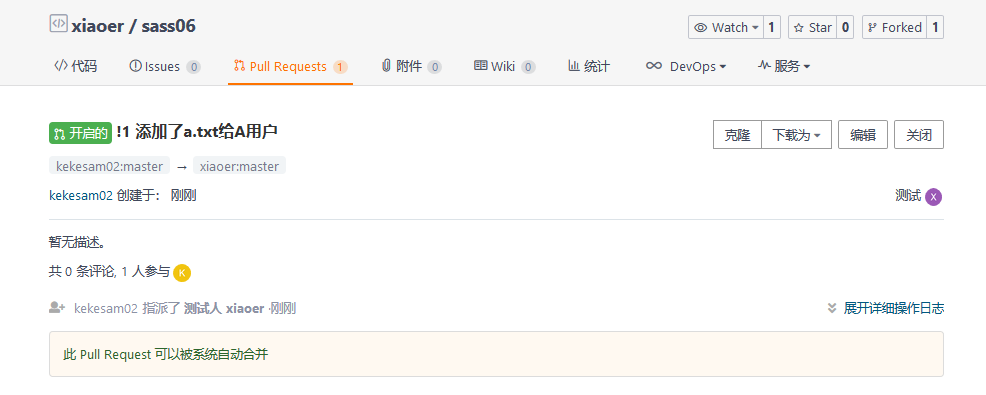 xiaoer / sass06
Watch 1 Star 0 Forked 1
代码 Issues 0 Pull Requests 1 附件 0 Wiki 0 统计 DevOps 服务
开启的 !1 添加了a.txt给A用户
克隆 下载为 编辑 关闭
kekesam02:master → xiaoer:master
kekesam02 创建于: 刚刚
测试 X
暂无描述。
共 0 条评论, 1 人参与 K
kekesam02 指派了 测试人 xiaoer ·刚刚
展开详细操作日志
此 Pull Request 可以被系统自动合并